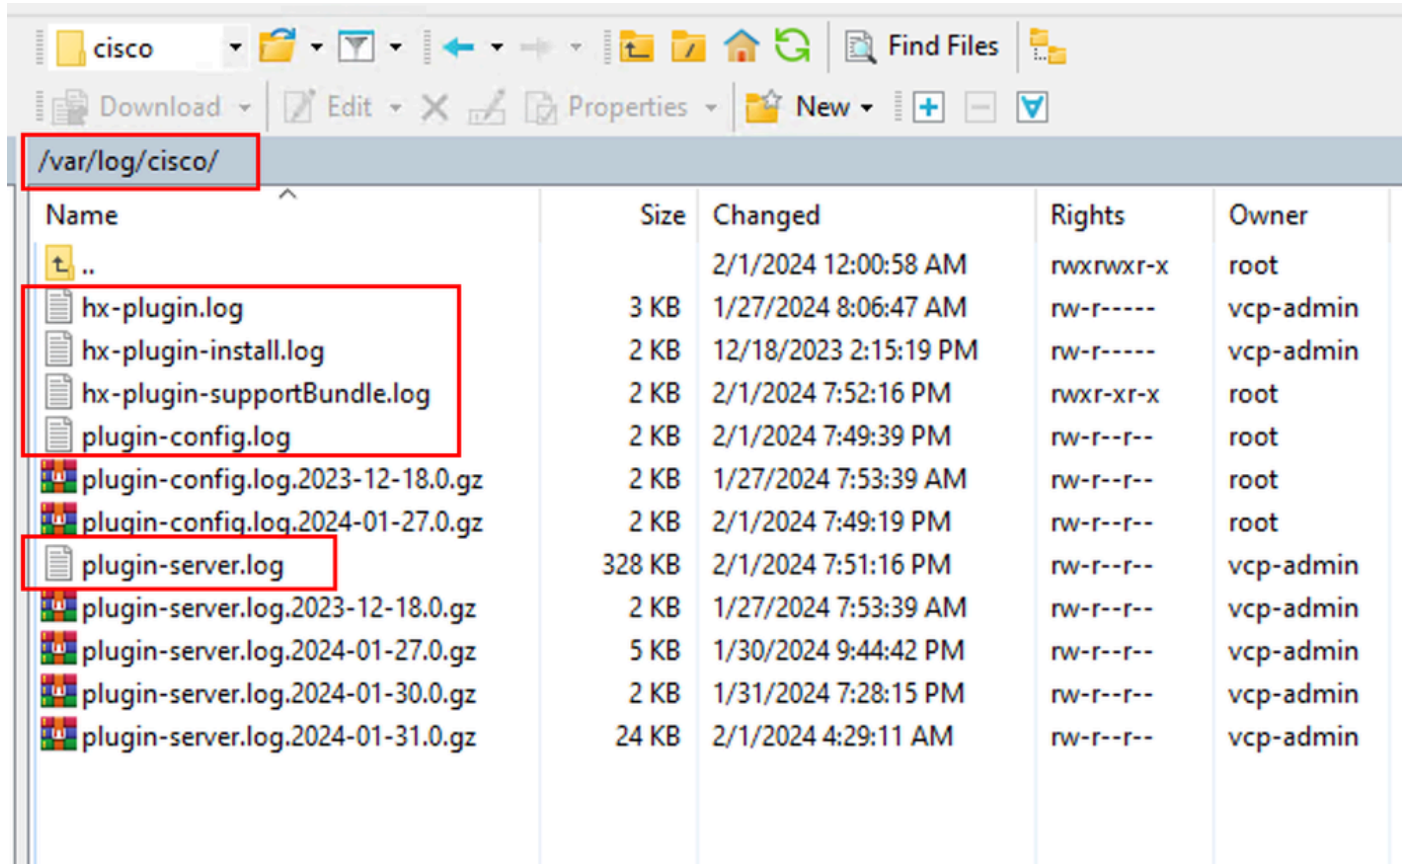 cisco Find Files
Download Edit Properties New
/var/log/cisco/
Name Size Changed Rights Owner
.. 2/1/2024 12:00:58 AM rwxrwxr-x root
hx-plugin.log 3 KB 1/27/2024 8:06:47 AM rw-r----- vcp-admin
hx-plugin-install.log 2 KB 12/18/2023 2:15:19 PM rw-r----- vcp-admin
hx-plugin-supportBundle.log 2 KB 2/1/2024 7:52:16 PM rwxr-xr-x root
plugin-config.log 2 KB 2/1/2024 7:49:39 PM rw-r--r-- root
plugin-config.log.2023-12-18.0.gz 2 KB 1/27/2024 7:53:39 AM rw-r--r-- root
plugin-config.log.2024-01-27.0.gz 2 KB 2/1/2024 7:49:19 PM rw-r--r-- root
plugin-server.log 328 KB 2/1/2024 7:51:16 PM rw-r--r-- vcp-admin
plugin-server.log.2023-12-18.0.gz 2 KB 1/27/2024 7:53:39 AM rw-r--r-- vcp-admin
plugin-server.log.2024-01-27.0.gz 5 KB 1/30/2024 9:44:42 PM rw-r--r-- vcp-admin
plugin-server.log.2024-01-30.0.gz 2 KB 1/31/2024 7:28:15 PM rw-r--r-- vcp-admin
plugin-server.log.2024-01-31.0.gz 24 KB 2/1/2024 4:29:11 AM rw-r--r-- vcp-admin